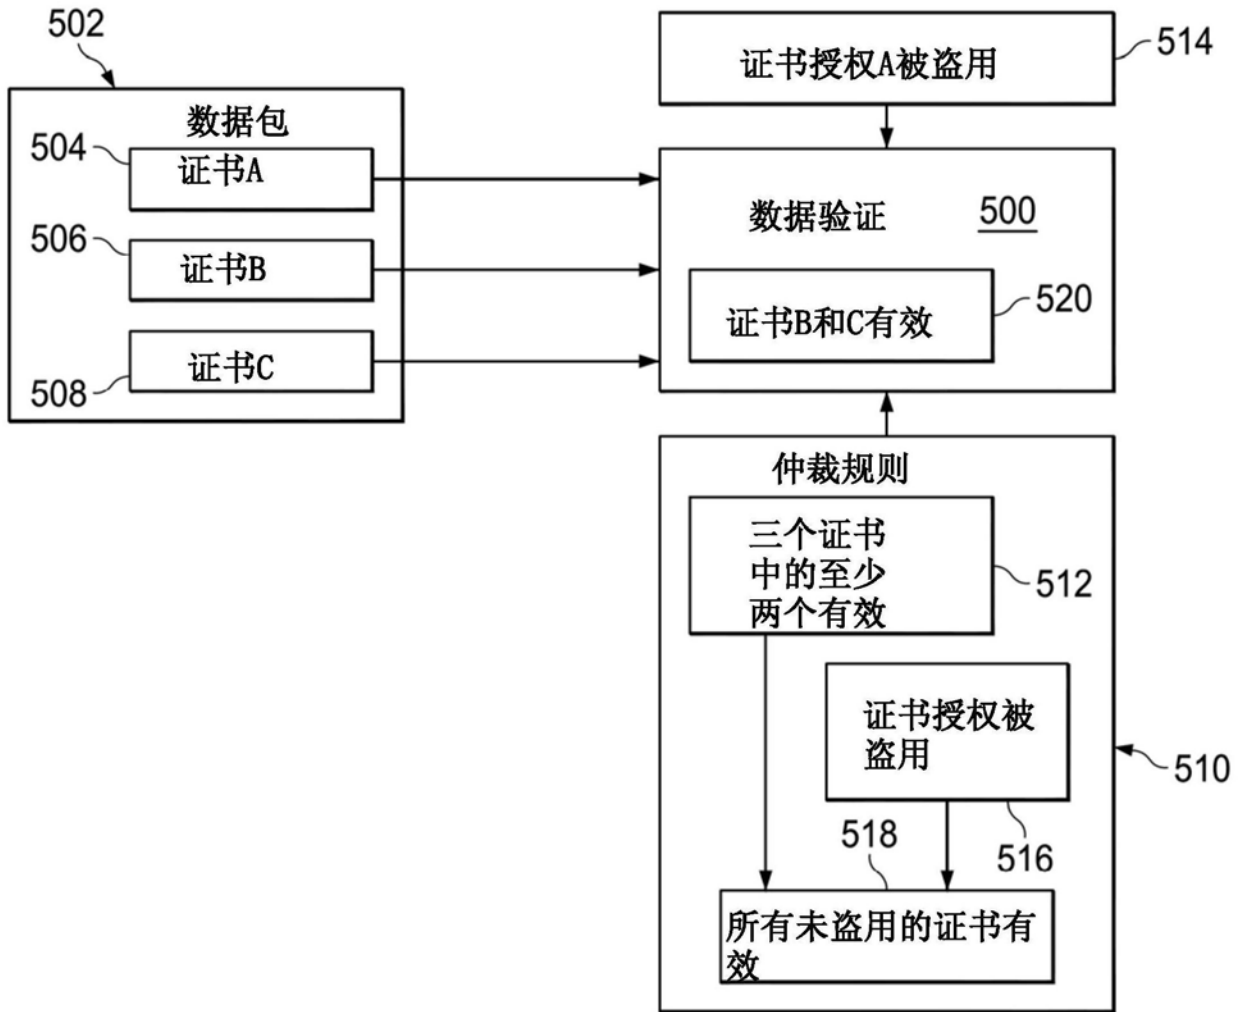 502
数据包
504
证书A
506
证书B
508
证书C
证书授权A被盗用
514
数据验证
500
证书B和C有效
520
仲裁规则
三个证书
中的至少
两个有效
512
证书授权被
盗用
510
516
518
所有未盗用的证书有
效